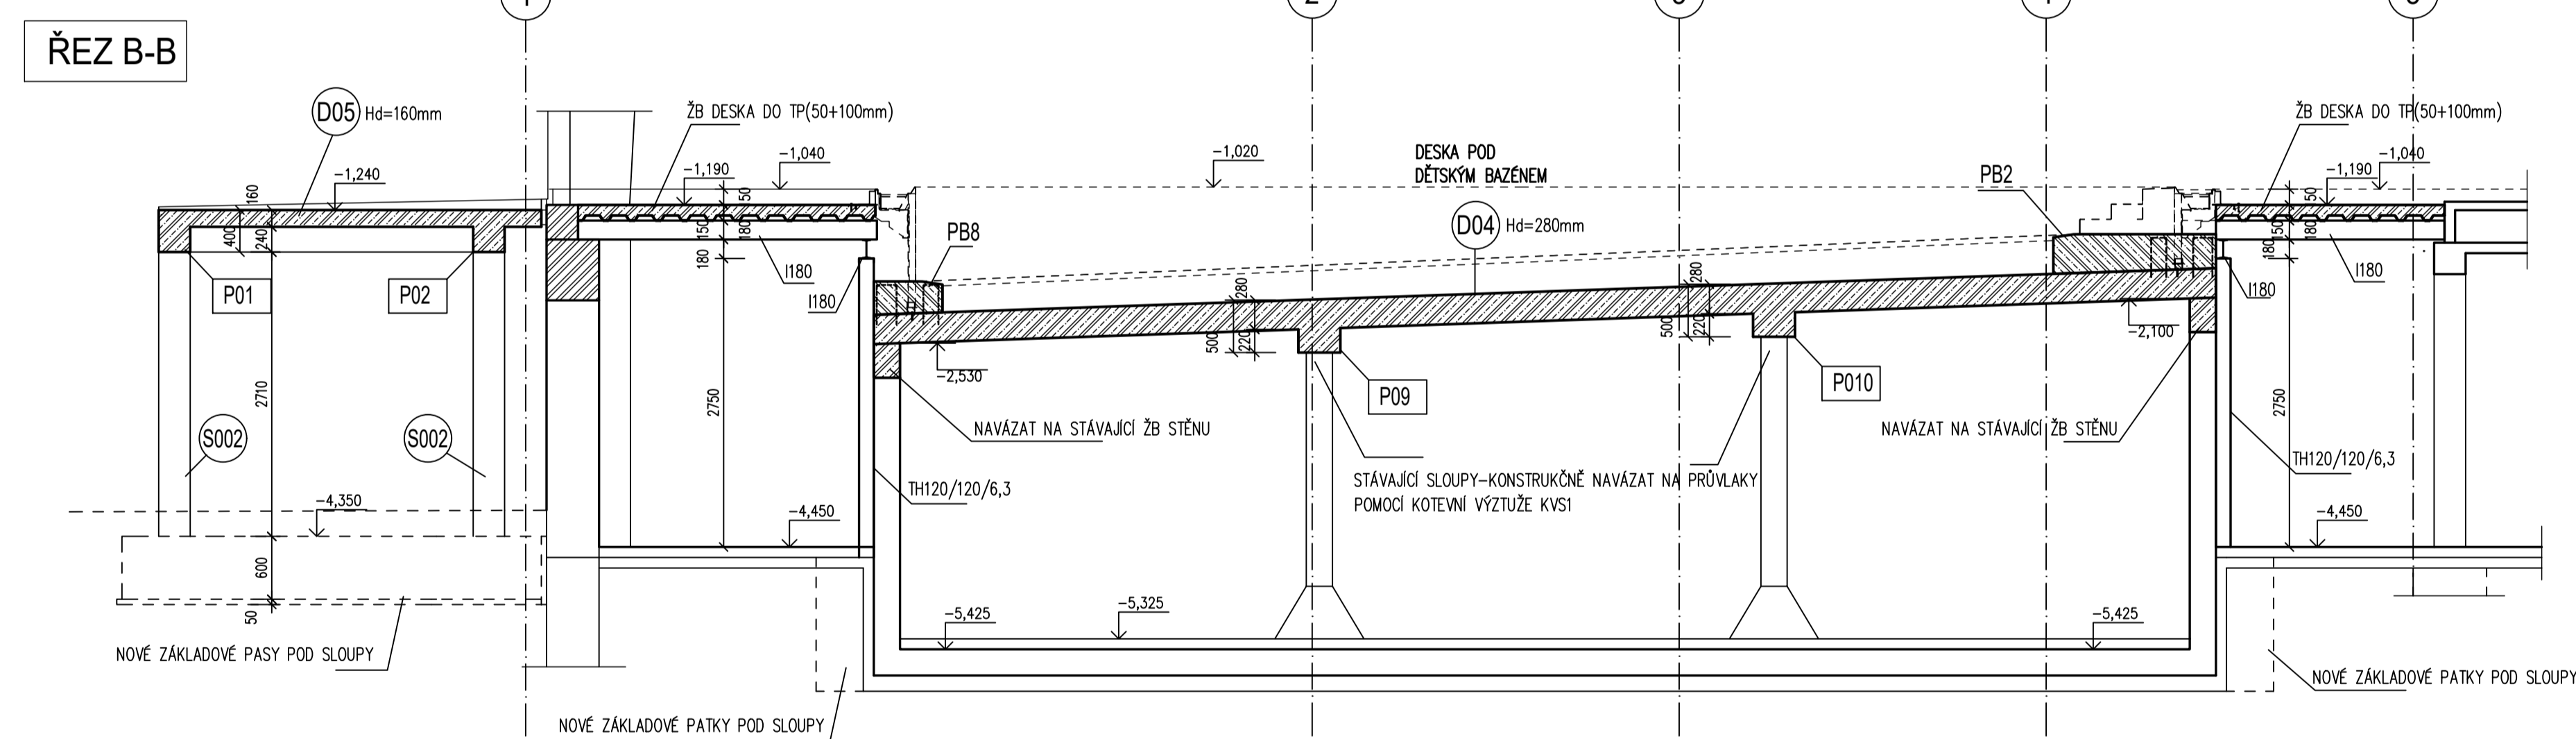 ŘEZ B-B
D05 Hd=160mm
ŽB DESKA DO TP(50+100mm)
ŽB DESKA DO TP(50+100mm)
-1,240
-1,190
-1,040
-1,020
DESKA POD
DĚTSKÝM BAZÉNEM
PB2
-1,190
-1,040
160
400
240
50
150
180
180
PB8
D04 Hd=280mm
50
150
180
180
P01
P02
I180
I180
280
500
220
280
500
220
-2,100
I180
I180
-2,530
P09
P010
2710
2750
2750
S002
S002
NAVÁZAT NA STÁVAJÍCÍ ŽB STĚNU
NAVÁZAT NA STÁVAJÍCÍ ŽB STĚNU
STÁVAJÍCÍ SLOUPY-KONSTRUKČNĚ NAVÁZAT NA PRŮVLAKY
POMOCÍ KOTEVNÍ VÝZTUŽE KVS1
TH120/120/6,3
TH120/120/6,3
-4,350
-4,450
-4,450
600
50
-5,425
-5,325
-5,425
NOVÉ ZÁKLADOVÉ PASY POD SLOUPY
NOVÉ ZÁKLADOVÉ PATKY POD SLOUPY
NOVÉ ZÁKLADOVÉ PATKY POD SLOUPY